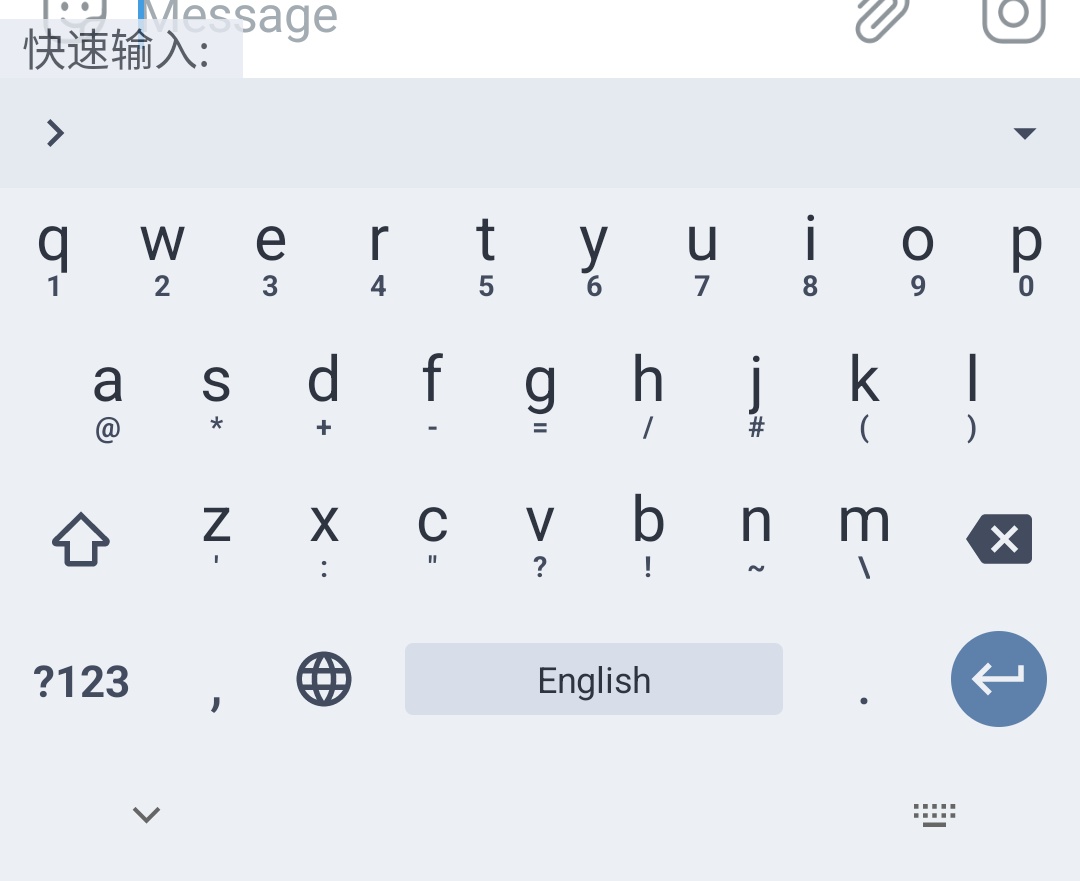 Message
快速输入:
q w e r t y u i o p
1 2 3 4 5 6 7 8 9 0
a s d f g h j k l
@ * + - = / # ( )
z x c v b n m
' : " ? ! ~ \
?123 , English .